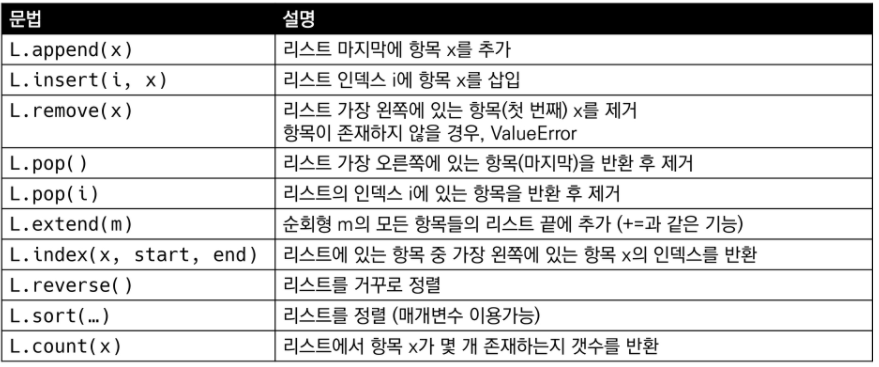 문법 설명
L.append(x) 리스트 마지막에 항목 x를 추가
L.insert(i, x) 리스트 인덱스 i에 항목 x를 삽입
L.remove(x) 리스트 가장 왼쪽에 있는 항목(첫 번째) x를 제거
항목이 존재하지 않을 경우, ValueError
L.pop() 리스트 가장 오른쪽에 있는 항목(마지막)을 반환 후 제거
L.pop(i) 리스트의 인덱스 i에 있는 항목을 반환 후 제거
L.extend(m) 순회형 m의 모든 항목들의 리스트 끝에 추가 (+=과 같은 기능)
L.index(x, start, end) 리스트에 있는 항목 중 가장 왼쪽에 있는 항목 x의 인덱스를 반환
L.reverse() 리스트를 거꾸로 정렬
L.sort(…) 리스트를 정렬 (매개변수 이용가능)
L.count(x) 리스트에서 항목 x가 몇 개 존재하는지 갯수를 반환